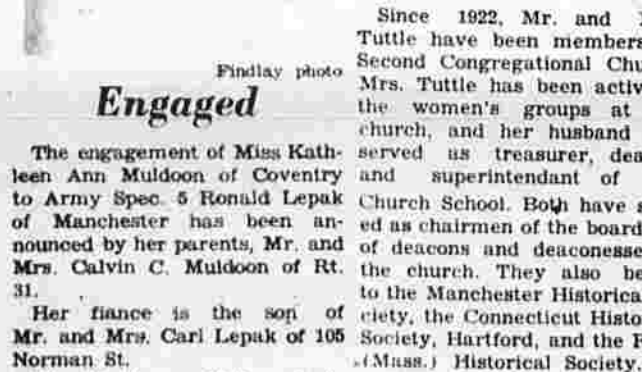 Findlay photo
Engaged
The engagement of Miss Kath-
leen Ann Muldoon of Coventry
to Army Spec. 5 Ronald Lepak
of Manchester has been an-
nounced by her parents, Mr. and
Mrs. Calvin C. Muldoon of Rt.
31.
Her fiance is the son of
Mr. and Mrs. Carl Lepak of 105
Norman St.
Since 1922, Mr. and
Tuttle have been members
Second Congregational Chu
Mrs. Tuttle has been activ
the women's groups at
church, and her husband
served as treasurer, dea
and superintendant of
Church School. Both have s
ed as chairmen of the board
of deacons and deaconesse
the church. They also be
to the Manchester Historica
ciety, the Connecticut Histo
Society, Hartford, and the
(Mass.) Historical Society.